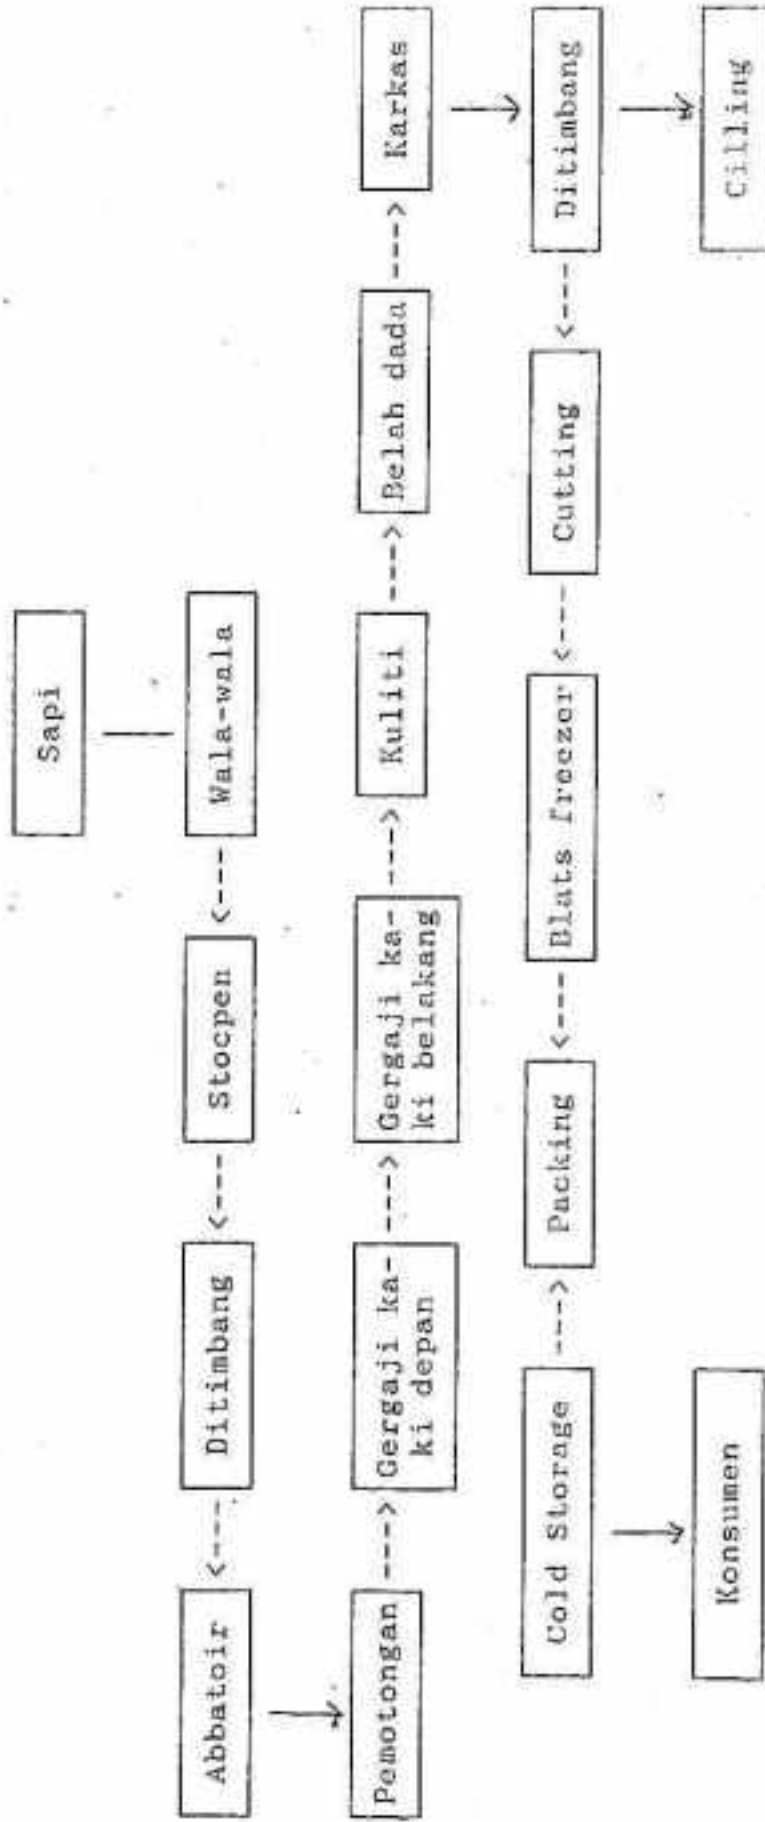 Sapi
Abbatoir <--- Ditimbang <--- Stocpen <--- Wala-wala
Pemotongan ---> Gergaji ka-
ki depan ---> Gergaji ka-
ki belakang ---> Kuliti ---> Belah dada ---> Karkas
Cold Storage ---> Packing <--- Blats freezer <--- Cutting <--- Ditimbang
Konsumen
Cilling